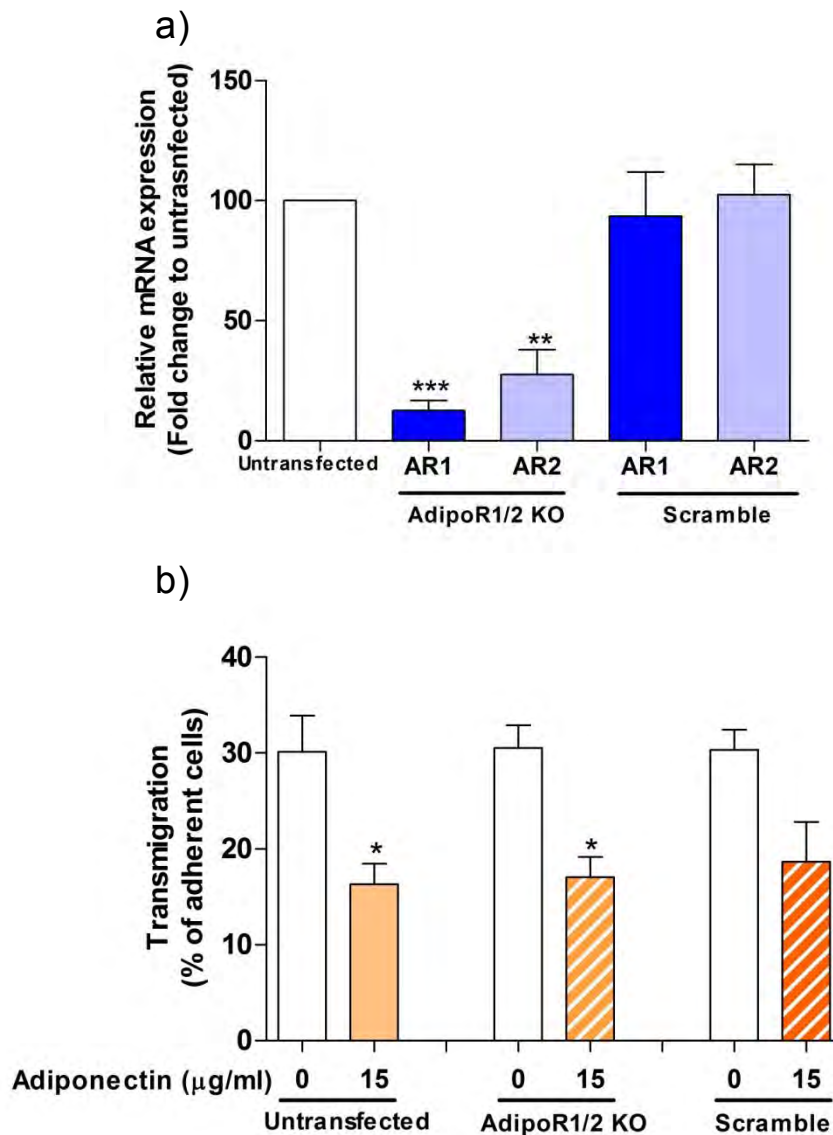 a)
Relative mRNA expression
(Fold change to untrasnfected)
150
100
50
0
***
**
Untransfected AR1 AR2 AR1 AR2
AdipoR1/2 KO Scramble
b)
Transmigration
(% of adherent cells)
40
30
20
10
0
* *
Adiponectin (μg/ml) 0 15 0 15 0 15
Untransfected AdipoR1/2 KO Scramble